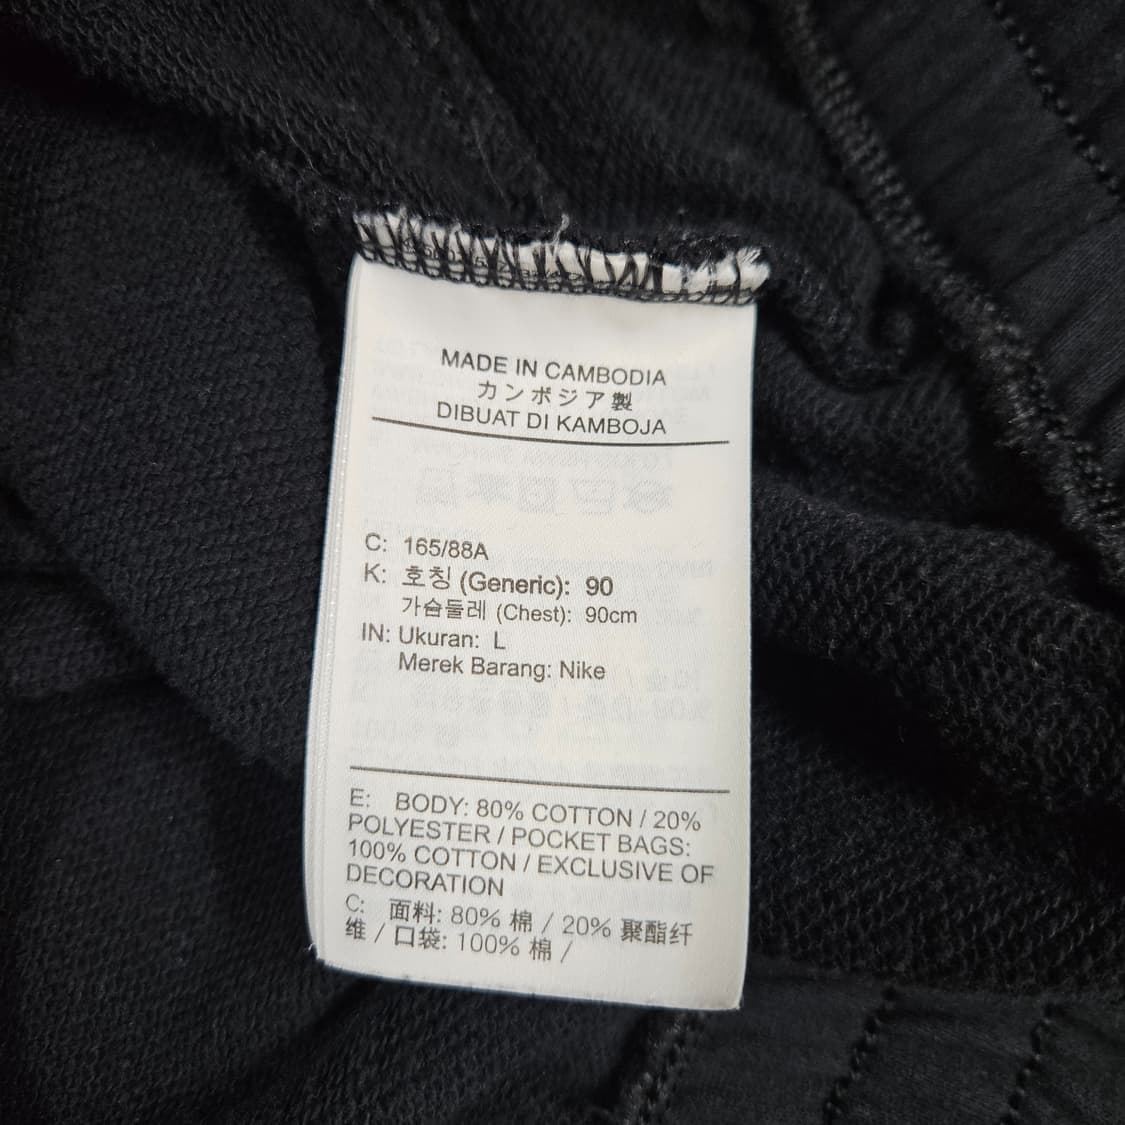 MADE IN CAMBODIA
カンボジア製
DIBUAT DI KAMBOJA
C: 165/88A
K: 호칭 (Generic): 90
가슴둘레 (Chest): 90cm
IN: Ukuran: L
Merek Barang: Nike
E: BODY: 80% COTTON / 20%
POLYESTER / POCKET BAGS:
100% COTTON / EXCLUSIVE OF
DECORATION
C: 面料: 80% 棉 / 20% 聚酯纤
维 / 口袋: 100% 棉 /